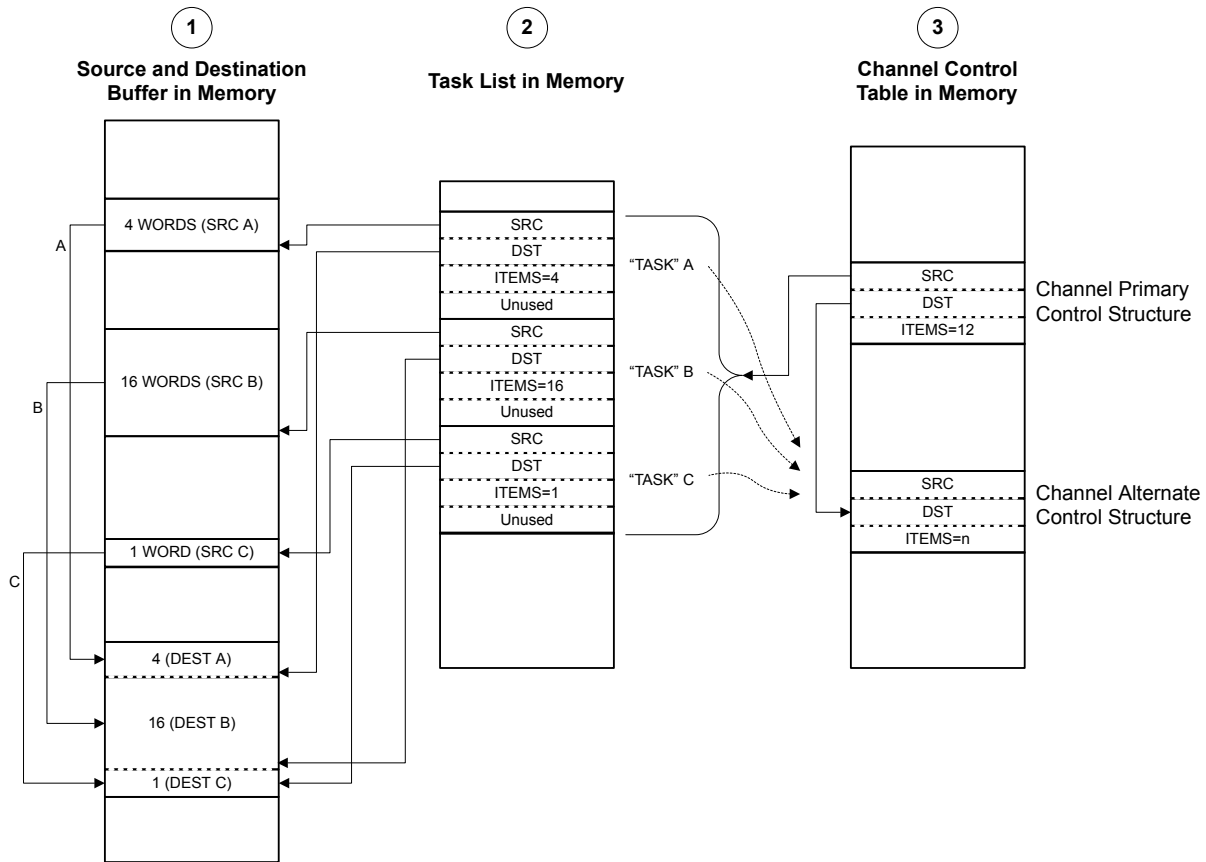 1
Source and Destination
Buffer in Memory
4 WORDS (SRC A)
16 WORDS (SRC B)
1 WORD (SRC C)
4 (DEST A)
16 (DEST B)
1 (DEST C)
A
B
C
2
Task List in Memory
SRC
DST
ITEMS=4
Unused
SRC
DST
ITEMS=16
Unused
SRC
DST
ITEMS=1
Unused
“TASK” A
“TASK” B
“TASK” C
3
Channel Control
Table in Memory
SRC
DST
ITEMS=12
Channel Primary
Control Structure
SRC
DST
ITEMS=n
Channel Alternate
Control Structure